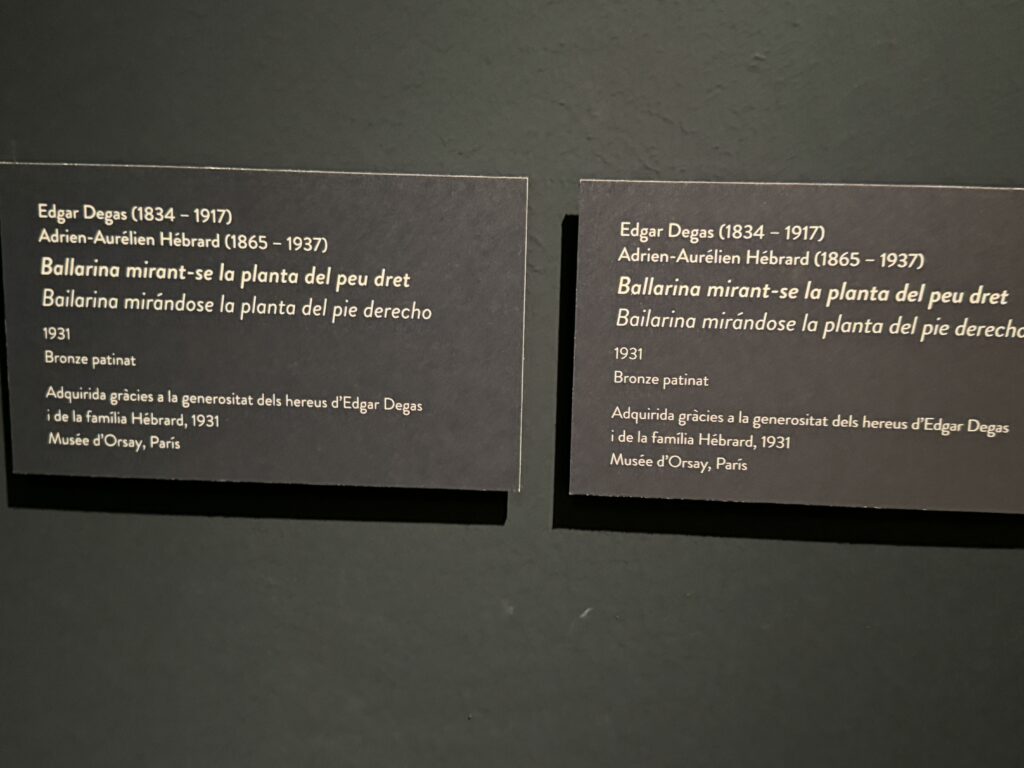 Edgar Degas (1834 – 1917)
Adrien-Aurélien Hébrard (1865 – 1937)
Ballarina mirant-se la planta del peu dret
Bailarina mirándose la planta del pie derecho
1931
Bronze patinat
Adquirida gràcies a la generositat dels hereus d'Edgar Degas
i de la família Hébrard, 1931
Musée d'Orsay, París
Edgar Degas (1834 – 1917)
Adrien-Aurélien Hébrard (1865 – 1937)
Ballarina mirant-se la planta del peu dret
Bailarina mirándose la planta del pie derecho
1931
Bronze patinat
Adquirida gràcies a la generositat dels hereus d'Edgar Degas
i de la família Hébrard, 1931
Musée d'Orsay, París